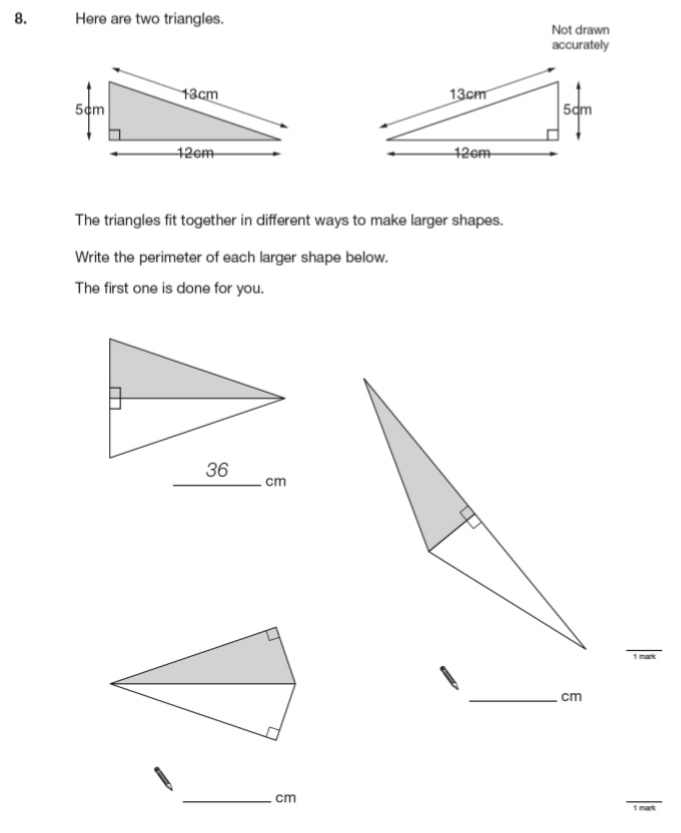 8. Here are two triangles.
Not drawn
accurately
13cm
5cm
12cm
13cm
5cm
12cm
The triangles fit together in different ways to make larger shapes.
Write the perimeter of each larger shape below.
The first one is done for you.
36 cm
1 mark
cm
cm
1 mark